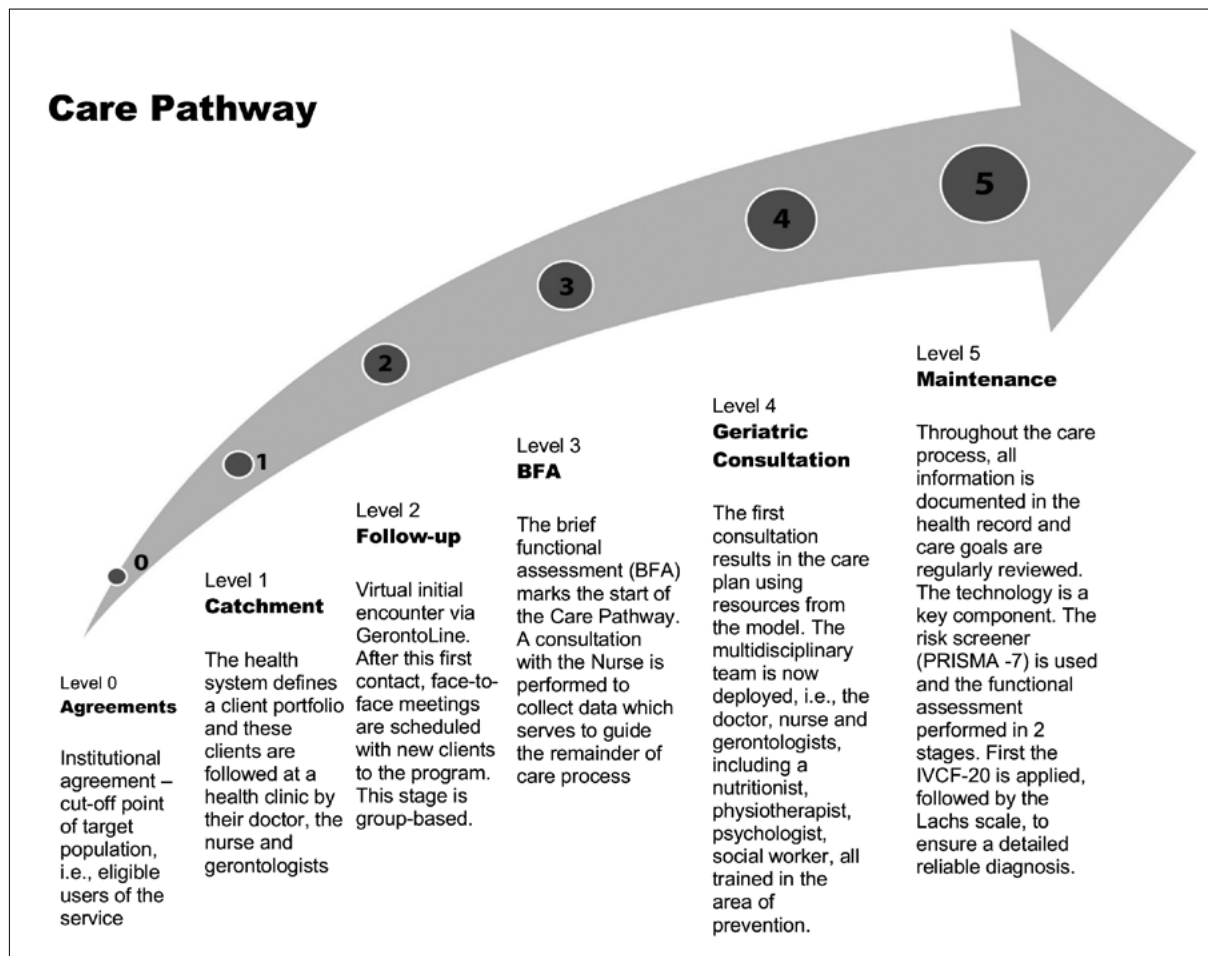 Care Pathway
5
4
3
2
1
0
Level 0
Agreements
Institutional
agreement –
cut-off point
of target
population,
i.e., eligible
users of the
service
Level 1
Catchment
The health
system defines
a client portfolio
and these
clients are
followed at a
health clinic by
their doctor, the
nurse and
gerontologists
Level 2
Follow-up
Virtual initial
encounter via
GerontoLine.
After this first
contact, face-to-
face meetings
are scheduled
with new clients
to the program.
This stage is
group-based.
Level 3
BFA
The brief
functional
assessment (BFA)
marks the start of
the Care Pathway.
A consultation
with the Nurse is
performed to
collect data which
serves to guide
the remainder of
care process
Level 4
Geriatric
Consultation
The first
consultation
results in the care
plan using
resources from
the model. The
multidisciplinary
team is now
deployed, i.e., the
doctor, nurse and
gerontologists,
including a
nutritionist,
physiotherapist,
psychologist,
social worker, all
trained in the
area of
prevention.
Level 5
Maintenance
Throughout the care
process, all
information is
documented in the
health record and
care goals are
regularly reviewed.
The technology is a
key component. The
risk screener
(PRISMA -7) is used
and the functional
assessment
performed in 2
stages. First the
IVCF-20 is applied,
followed by the
Lachs scale, to
ensure a detailed
reliable diagnosis.